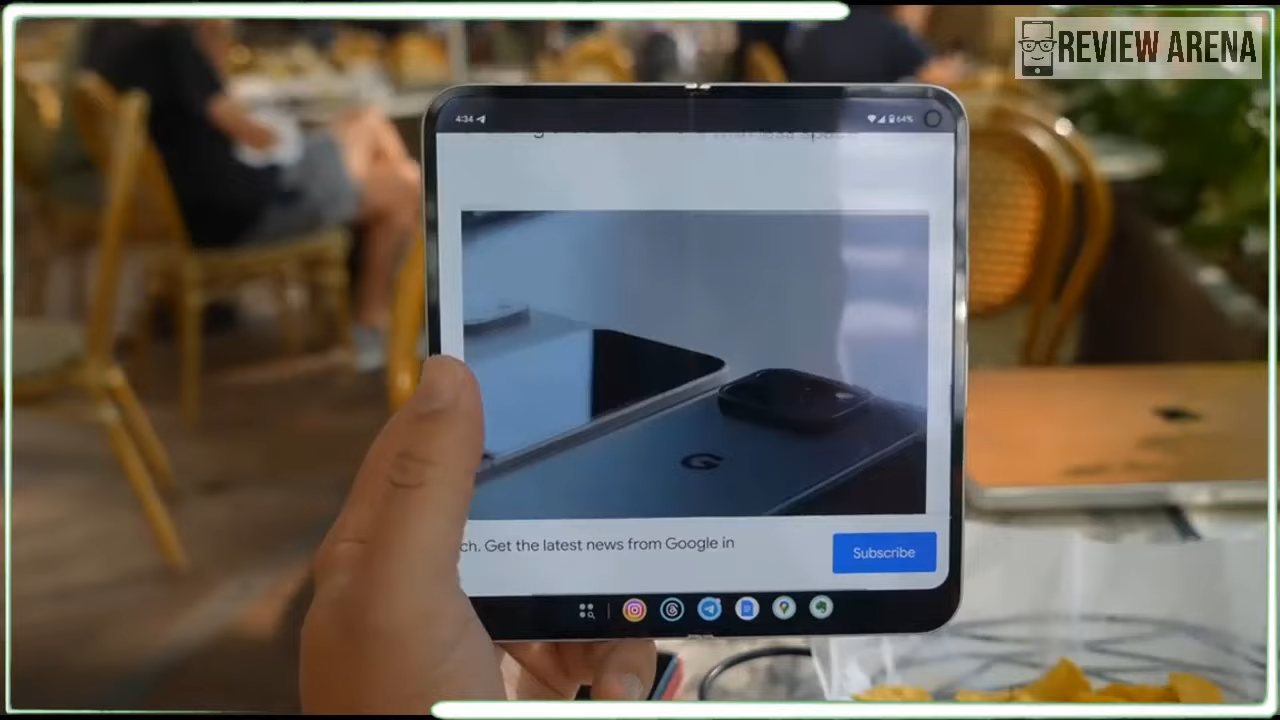 REVIEW ARENA
4:34
64%
G
ch. Get the latest news from Google in
Subscribe